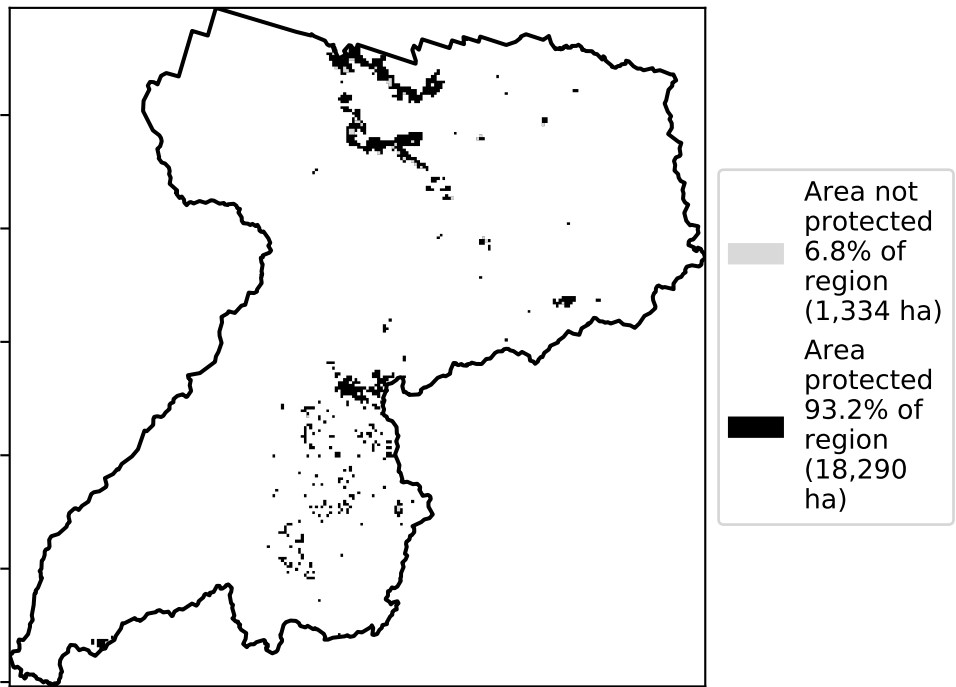 Area not
protected
6.8% of
region
(1,334 ha)
Area
protected
93.2% of
region
(18,290
ha)